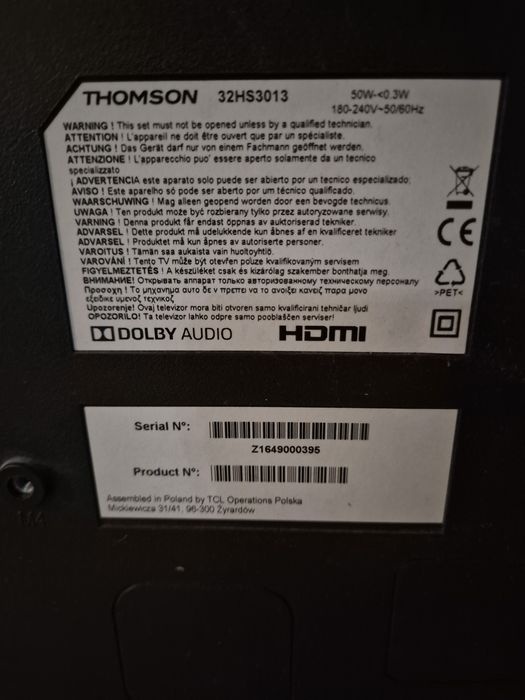 THOMSON 32HS3013 50W-<0.3W
180-240V~50/60Hz
WARNING ! This set must not be opened unless by a qualified technician.
ATTENTION ! L'appareil ne doit être ouvert que par un spécialiste.
ACHTUNG ! Das Gerät darf nur von einem Fachmann geöffnet werden.
ATTENZIONE ! L'apparecchio puo' essere aperto solamente da un tecnico
specializzato
¡ ADVERTENCIA este aparato solo puede ser abierto por un técnico especializado;
AVISO ! Este aparelho só pode ser aberto por um técnico qualificado.
WAARSCHUWING ! Mag alleen geopend worden door een bevogde technicus.
UWAGA ! Ten produkt może być rozbierany tylko przez autoryzowane serwisy.
VARNING ! Denna produkt får endast öppnas av auktoriserad tekniker.
ADVARSEL ! Dette produkt må udelukkende kun åbnes af en kvalificeret tekniker
ADVARSEL ! Produktet må kun åpnes av autoriserte personer.
VAROITUS ! Tämän saa aukaista vain huoltoyhtiö.
VAROVÁNÍ ! Tento TV může být otevřen pouze kvalifikovaným servisem
FIGYELMEZTETÉS ! A készüléket csak és kizárólag szakember bonthatja meg.
ВНИМАНИЕ! Открывать аппарат только авторизованному техническому персоналу
Προσοχη ! Το μηχανημα αυτο δε ν πρεπει να το ανοιξει κανείς παρα μονο
εξείδικε υμενος τεχνικος
Upozorenje! Ovaj televizor mora biti otvoren samo kvalificirani tehničar ljudi
OPOZORILO! Ta televizor lahko odpre samo pooblaščen serviser!
>PET<
DOLBY AUDIO HDMI
Serial N°:
Z1649000395
Product N°:
Assembled in Poland by TCL Operations Polska
Mickiewicza 31/41, 96-300 Żyrardów